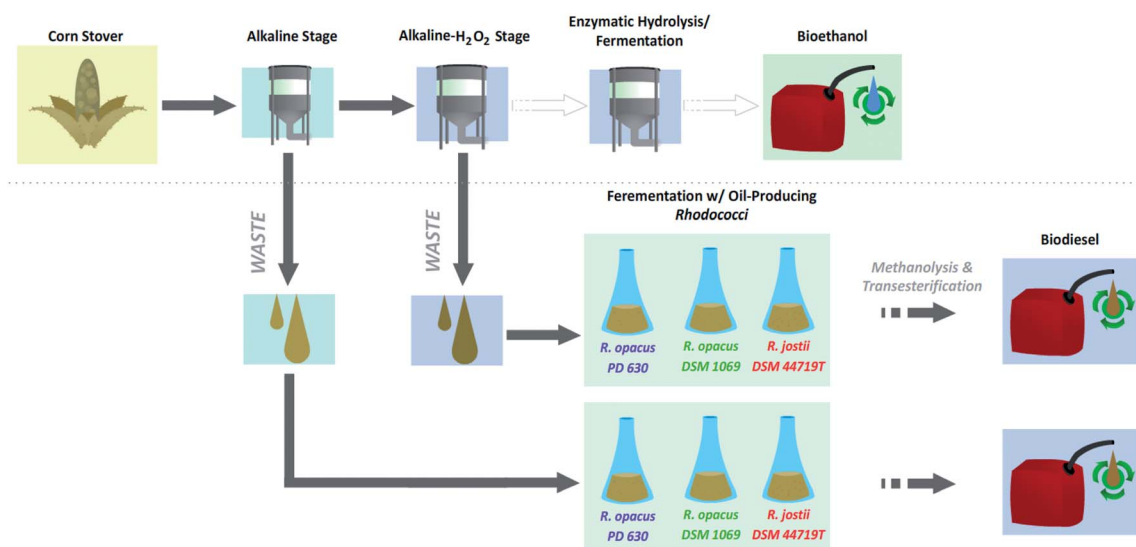 Corn Stover
Alkaline Stage
Alkaline-H2O2 Stage
Enzymatic Hydrolysis/
Fermentation
Bioethanol
WASTE
WASTE
Ferementation w/ Oil-Producing
Rhodococci
R. opacus
PD 630
R. opacus
DSM 1069
R. jostii
DSM 44719T
Methanolysis &
Transesterification
Biodiesel
R. opacus
PD 630
R. opacus
DSM 1069
R. jostii
DSM 44719T